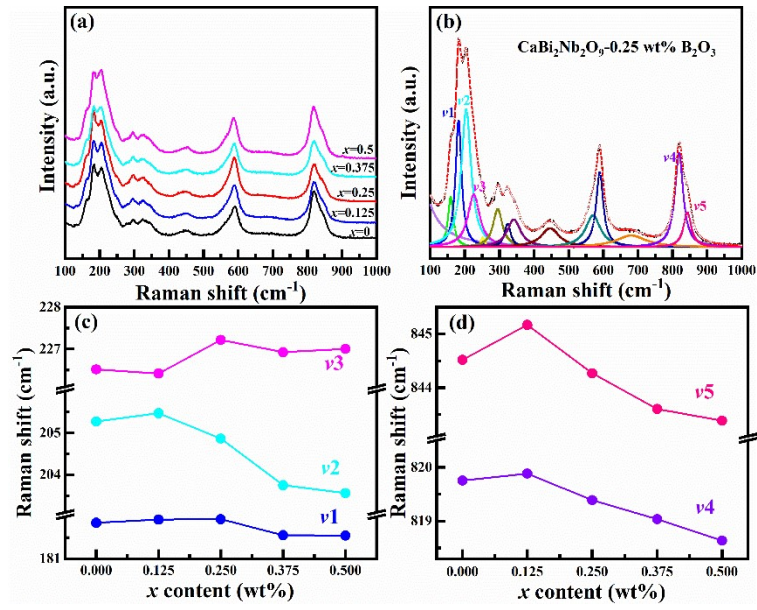 (a)
Intensity (a.u.)
x=0.5
x=0.375
x=0.25
x=0.125
x=0
100 200 300 400 500 600 700 800 900 1000
Raman shift (cm⁻¹)
(b)
CaBi₂Nb₂O₉-0.25 wt% B₂O₃
Intensity (a.u.)
v1
v2
v3
v4
v5
100 200 300 400 500 600 700 800 900 1000
Raman shift (cm⁻¹)
(c)
Raman shift (cm⁻¹)
228
227
205
204
181
v3
v2
v1
0.000 0.125 0.250 0.375 0.500
x content (wt%)
(d)
Raman shift (cm⁻¹)
845
844
820
819
v5
v4
0.000 0.125 0.250 0.375 0.500
x content (wt%)